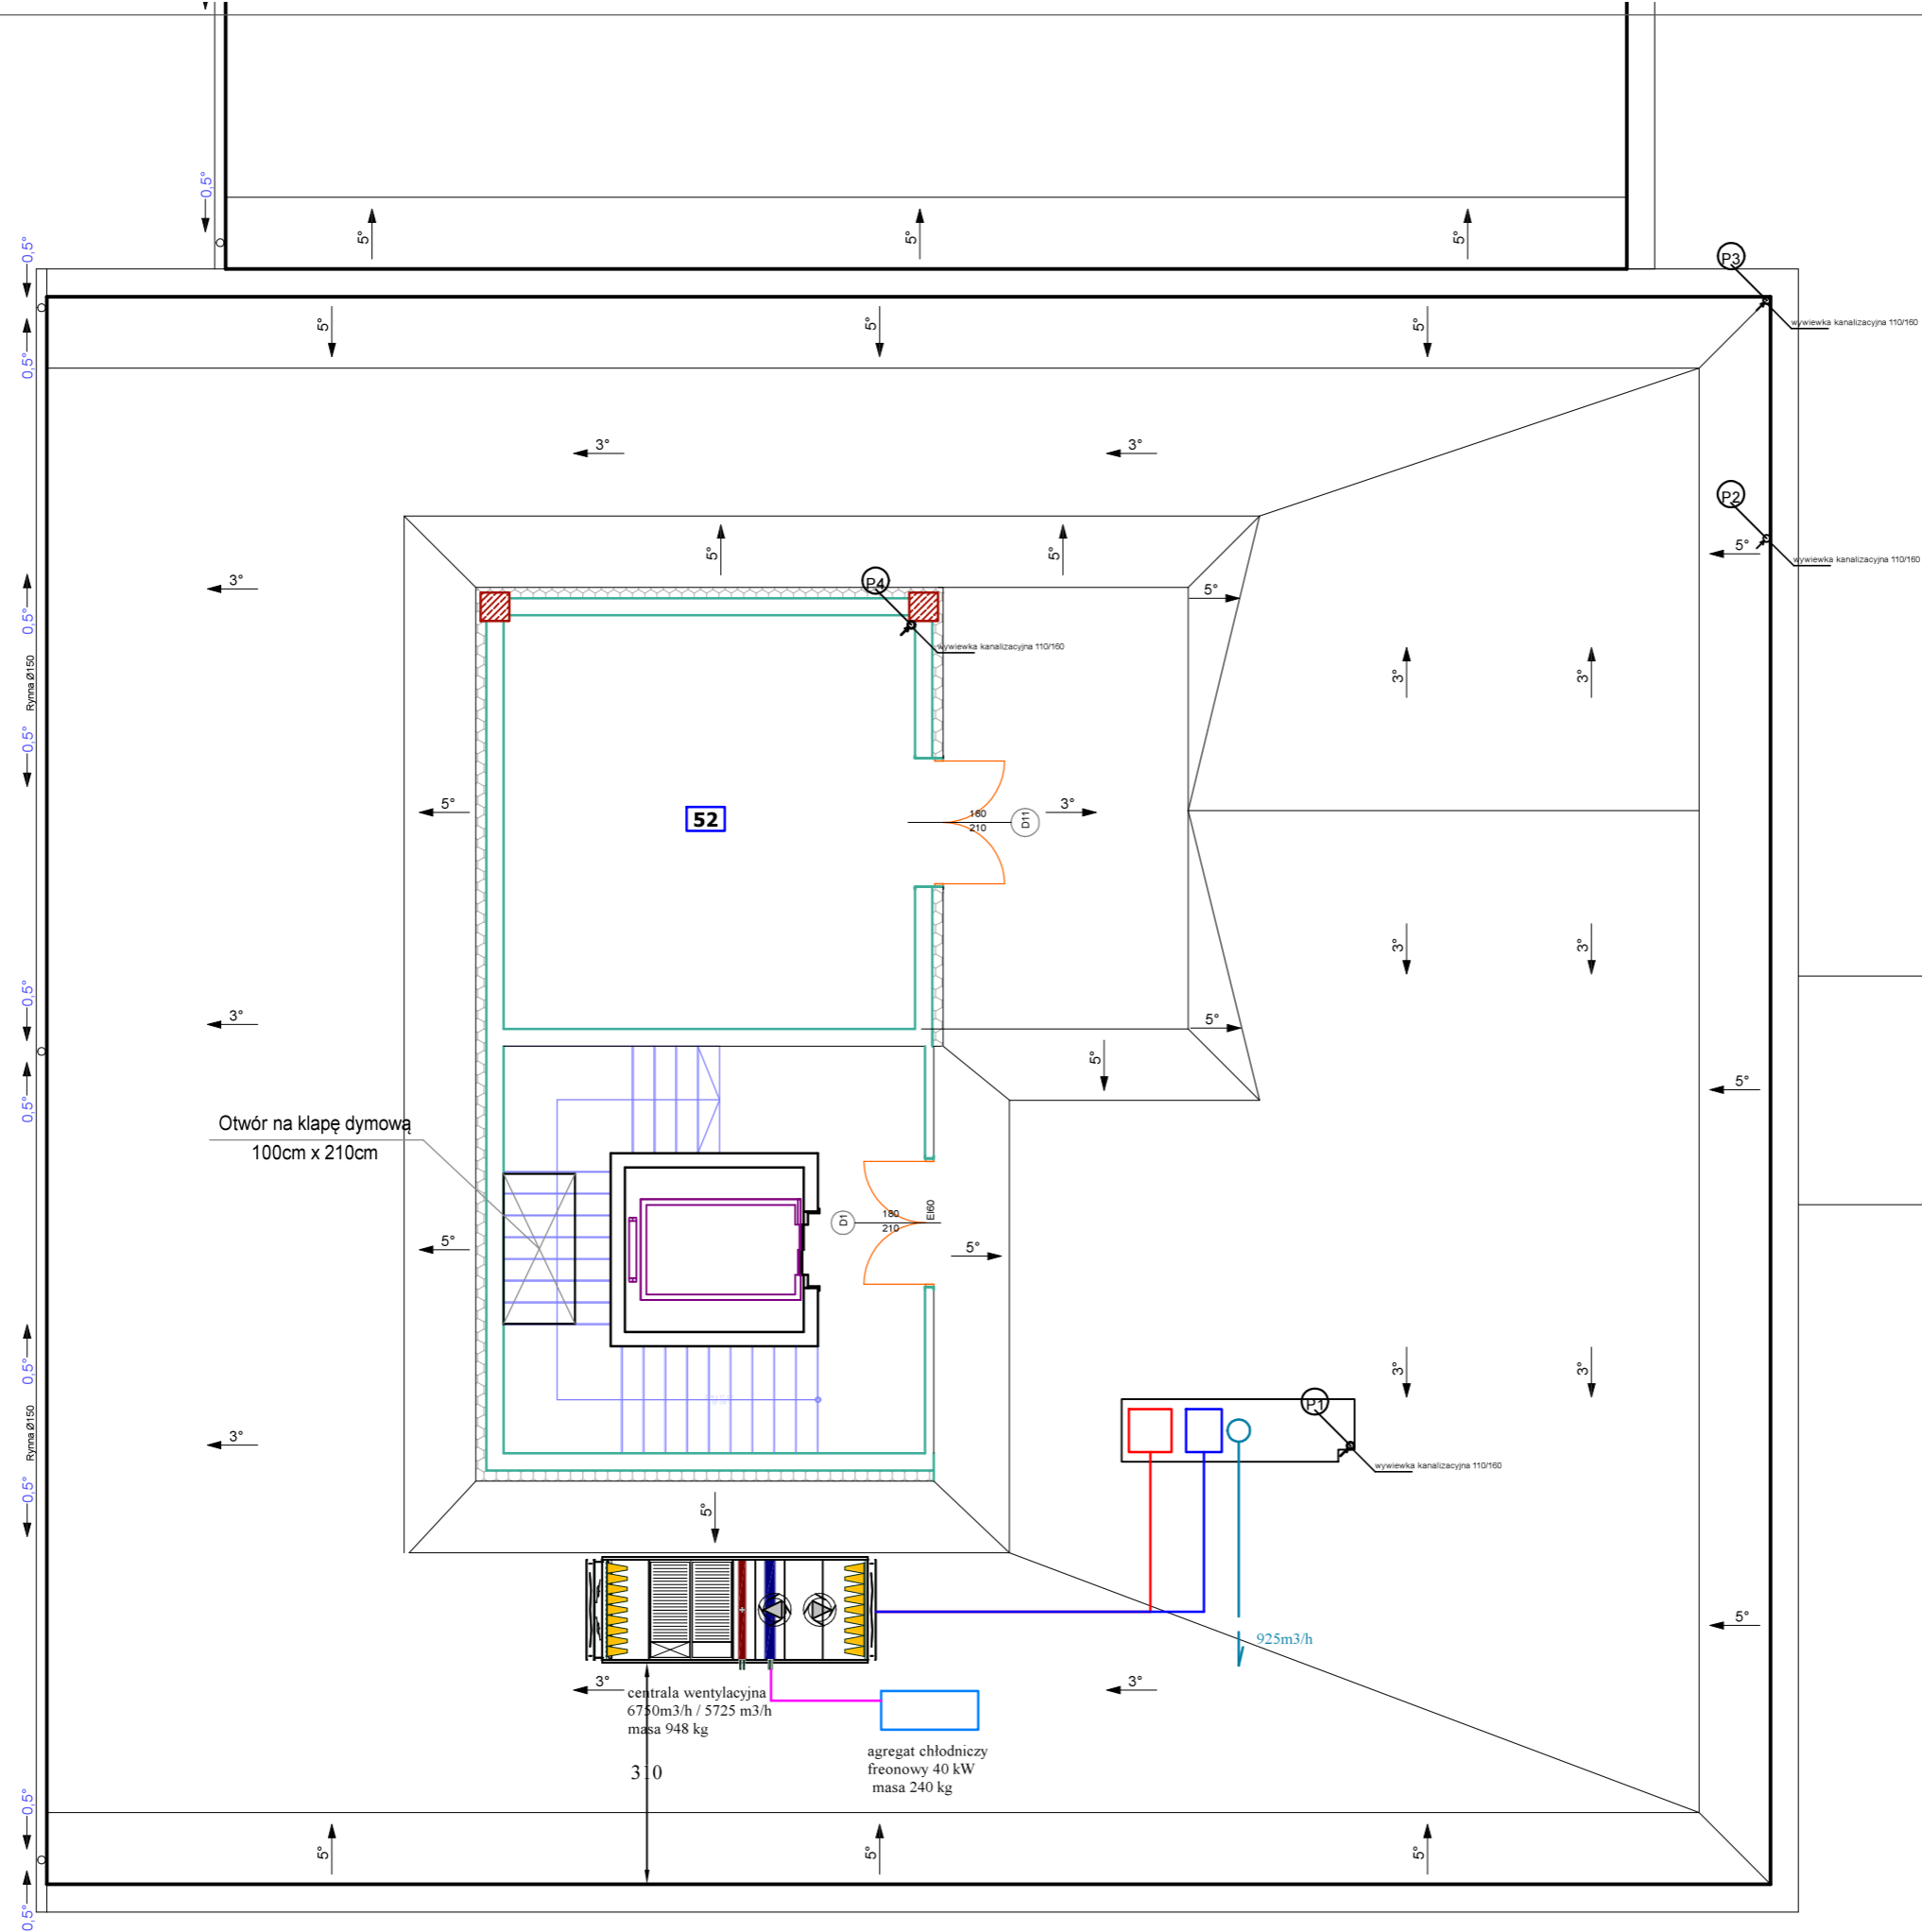 0,5°
5°
5°
5°
0,5°
P3
wywiewka kanalizacyjna 110/160
5°
5°
5°
0,5°
3°
3°
P2
5°
wywiewka kanalizacyjna 110/160
5°
5°
3°
P4
5°
0,5°
wywiewka kanalizacyjna 110/160
Rynna Ø150
3°
3°
0,5°
5°
52
160
210
D11
3°
3°
3°
0,5°
3°
5°
5°
5°
0,5°
Otwór na klapę dymową
100cm x 210cm
D1
180
210
EI60
5°
5°
0,5°
3°
3°
P1
Rynna Ø150
3°
wywiewka kanalizacyjna 110/160
0,5°
5°
925m3/h
5°
3°
centrala wentylacyjna
6750m3/h / 5725 m3/h
masa 948 kg
3°
agregat chłodniczy
freonowy 40 kW
masa 240 kg
310
0,5°
5°
5°
5°
0,5°